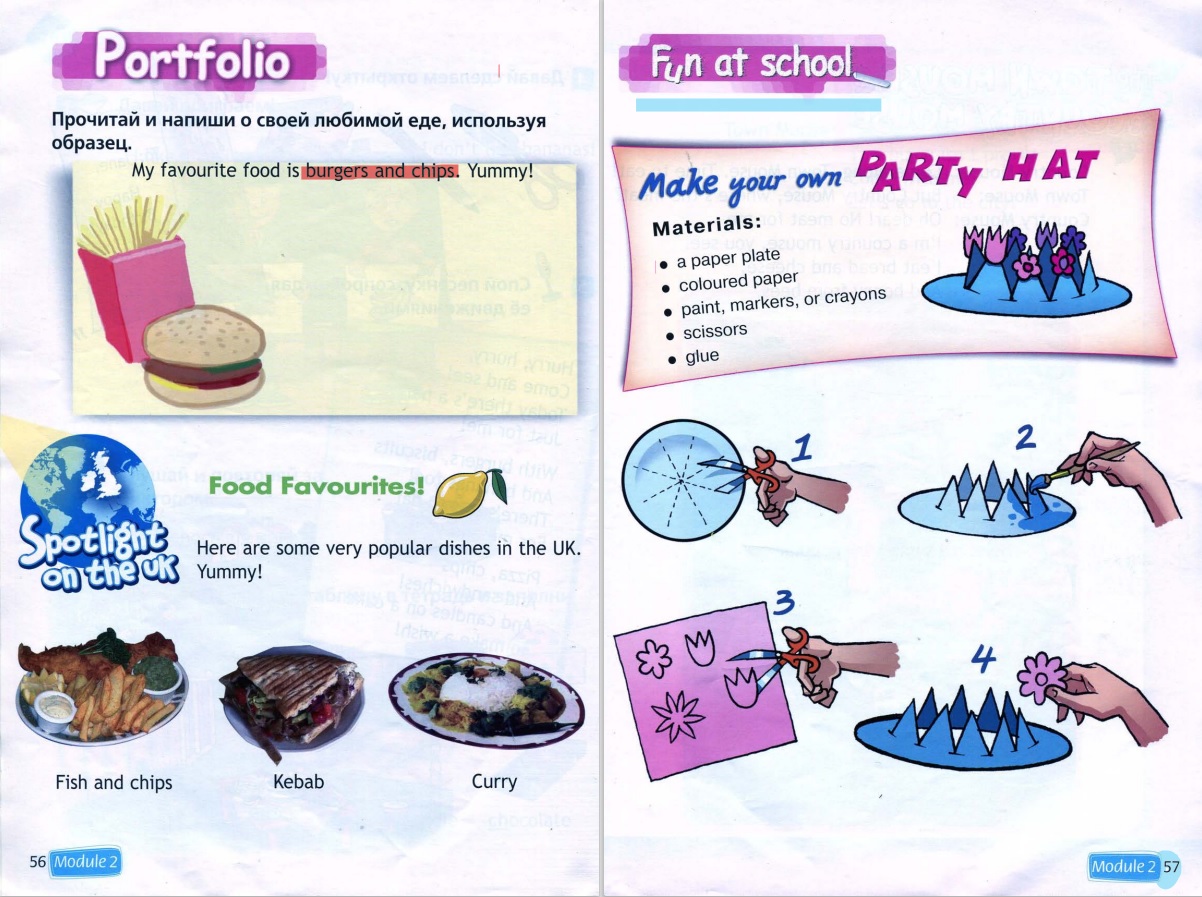 Portfolio
Прочитай и напиши о своей любимой еде, используя
образец.
My favourite food is burgers and chips. Yummy!
Food Favourites!
Spotlight
on the UK
Here are some very popular dishes in the UK.
Yummy!
Fish and chips
Kebab
Curry
56 Module 2
Fun at school
Make your own PARTY HAT
Materials:
• a paper plate
• coloured paper
• paint, markers, or crayons
• scissors
• glue
1
2
3
4
Module 2 57